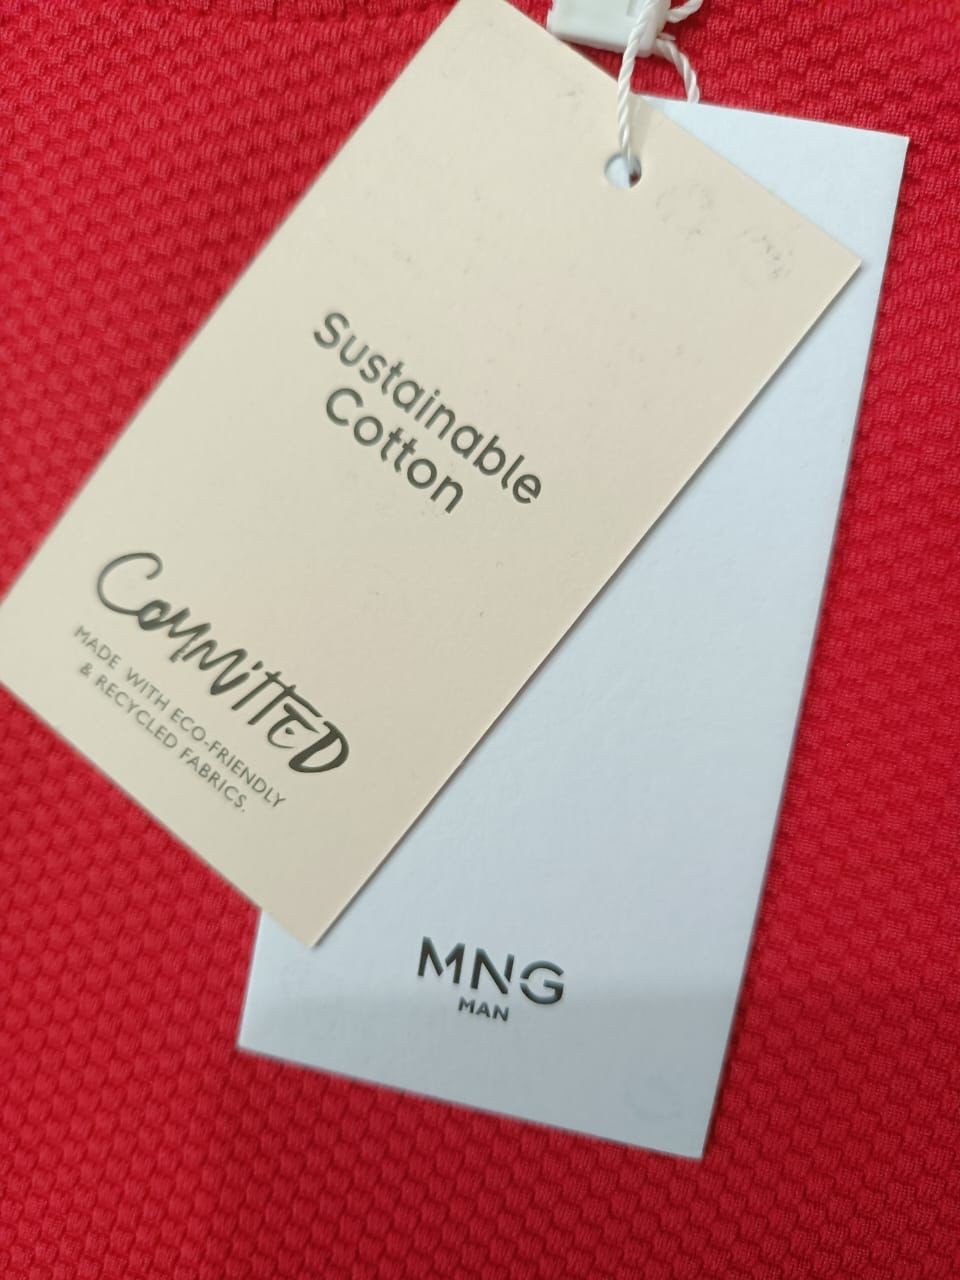 Sustainable
Cotton
COMMITTED
MADE WITH ECO-FRIENDLY
& RECYCLED FABRICS.
MNG
MAN